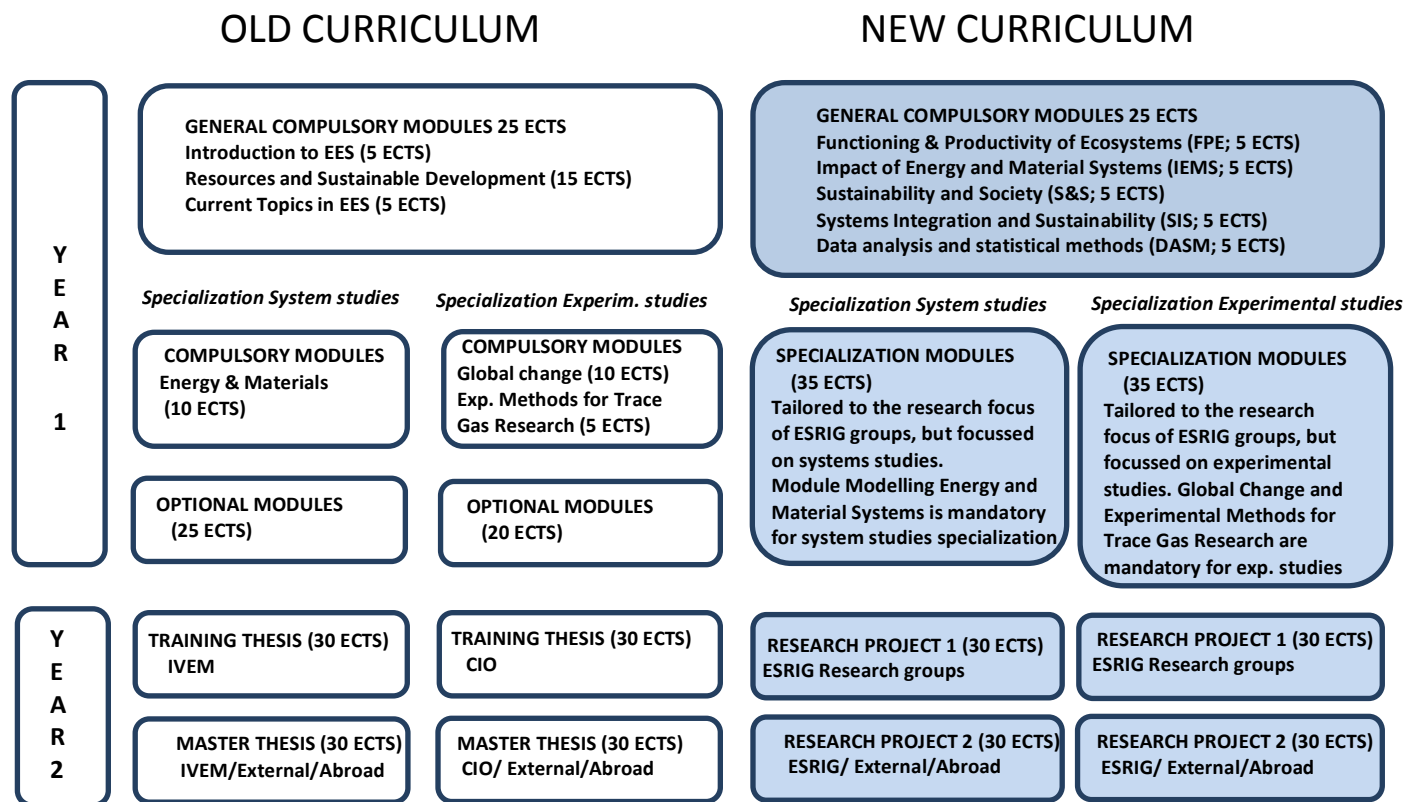 OLD CURRICULUM
NEW CURRICULUM
Y
E
A
R
1
GENERAL COMPULSORY MODULES 25 ECTS
Introduction to EES (5 ECTS)
Resources and Sustainable Development (15 ECTS)
Current Topics in EES (5 ECTS)
GENERAL COMPULSORY MODULES 25 ECTS
Functioning & Productivity of Ecosystems (FPE; 5 ECTS)
Impact of Energy and Material Systems (IEMS; 5 ECTS)
Sustainability and Society (S&S; 5 ECTS)
Systems Integration and Sustainability (SIS; 5 ECTS)
Data analysis and statistical methods (DASM; 5 ECTS)
Specialization System studies
Specialization Experim. studies
Specialization System studies
Specialization Experimental studies
COMPULSORY MODULES
Energy & Materials
(10 ECTS)
COMPULSORY MODULES
Global change (10 ECTS)
Exp. Methods for Trace
Gas Research (5 ECTS)
SPECIALIZATION MODULES
(35 ECTS)
Tailored to the research focus
of ESRIG groups, but focussed
on systems studies.
Module Modelling Energy and
Material Systems is mandatory
for system studies specialization
SPECIALIZATION MODULES
(35 ECTS)
Tailored to the research
focus of ESRIG groups, but
focussed on experimental
studies. Global Change and
Experimental Methods for
Trace Gas Research are
mandatory for exp. studies
OPTIONAL MODULES
(25 ECTS)
OPTIONAL MODULES
(20 ECTS)
Y
E
A
R
2
TRAINING THESIS (30 ECTS)
IVEM
TRAINING THESIS (30 ECTS)
CIO
RESEARCH PROJECT 1 (30 ECTS)
ESRIG Research groups
RESEARCH PROJECT 1 (30 ECTS)
ESRIG Research groups
MASTER THESIS (30 ECTS)
IVEM/External/Abroad
MASTER THESIS (30 ECTS)
CIO/ External/Abroad
RESEARCH PROJECT 2 (30 ECTS)
ESRIG/ External/Abroad
RESEARCH PROJECT 2 (30 ECTS)
ESRIG/ External/Abroad